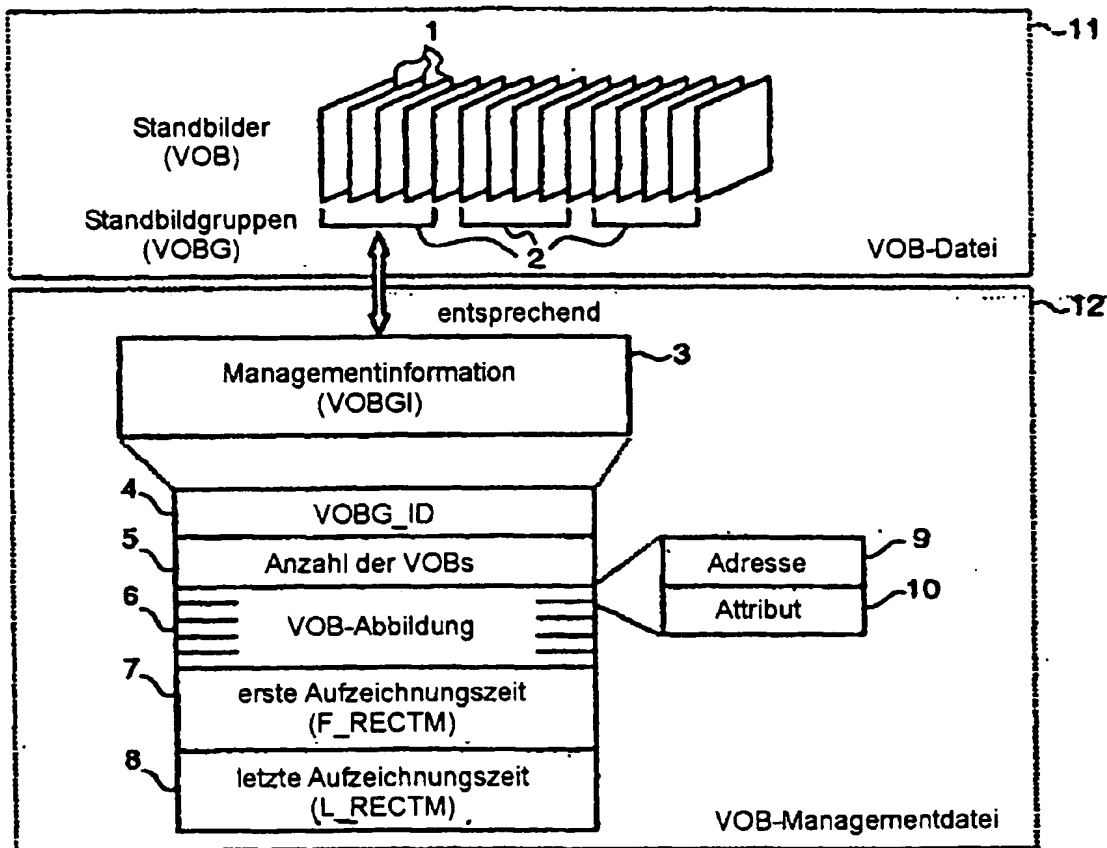 1
11
Standbilder
(VOB)
Standbildgruppen
(VOBG)
2
VOB-Datei
entsprechend
12
3
Managementinformation
(VOBGI)
4
VOBG_ID
5
Anzahl der VOBs
9
Adresse
6
VOB-Abbildung
10
Attribut
7
erste Aufzeichnungszeit
(F_RECTM)
8
letzte Aufzeichnungszeit
(L_RECTM)
VOB-Managementdatei